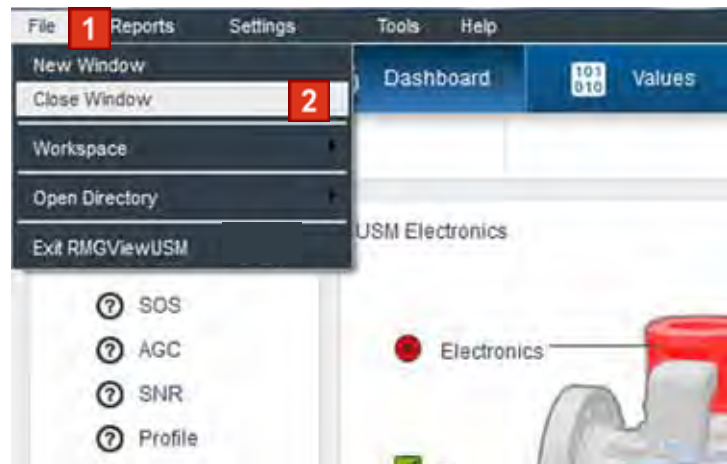 File 1 Reports Settings Tools Help
New Window
Close Window 2
Workspace
Open Directory
Exit RMGViewUSM
Dashboard
101
010
Values
USM Electronics
SOS
AGC
SNR
Profile
Electronics